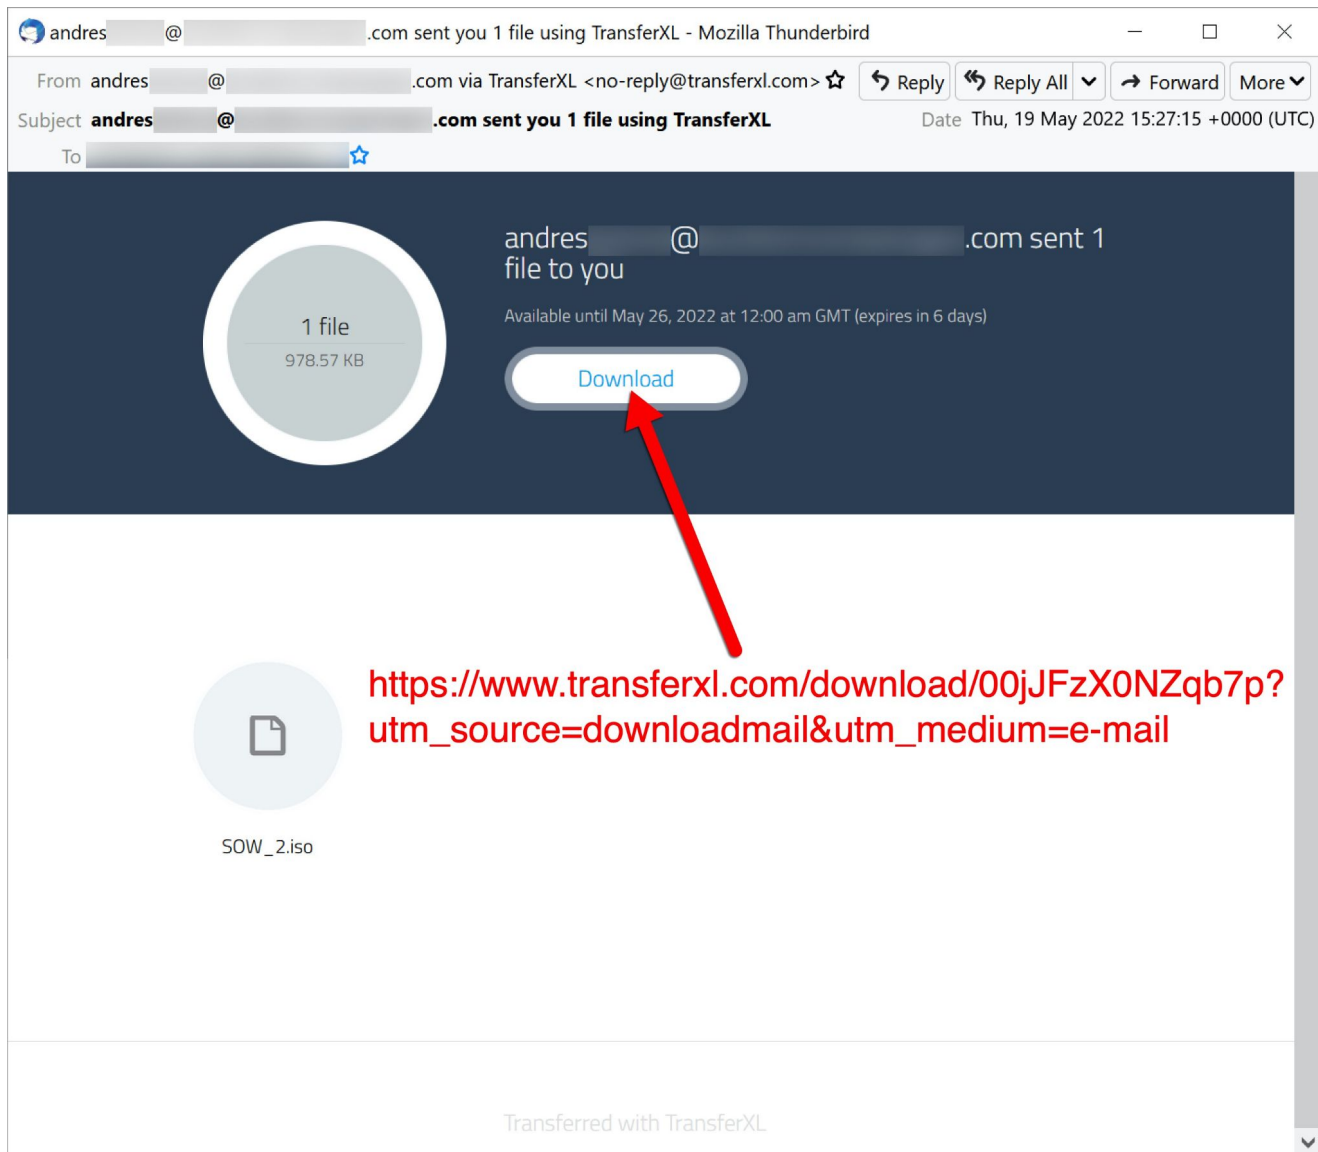 andres @ .com sent you 1 file using TransferXL - Mozilla Thunderbird
From andres @ .com via TransferXL <no-reply@transferxl.com> Reply Reply All Forward More
Subject andres @ .com sent you 1 file using TransferXL Date Thu, 19 May 2022 15:27:15 +0000 (UTC)
To
andres @ .com sent 1
file to you
Available until May 26, 2022 at 12:00 am GMT (expires in 6 days)
1 file
978.57 KB
Download
https://www.transferxl.com/download/00jJFzX0NZqb7p?
utm_source=downloadmail&utm_medium=e-mail
SOW_2.iso
Transferred with TransferXL